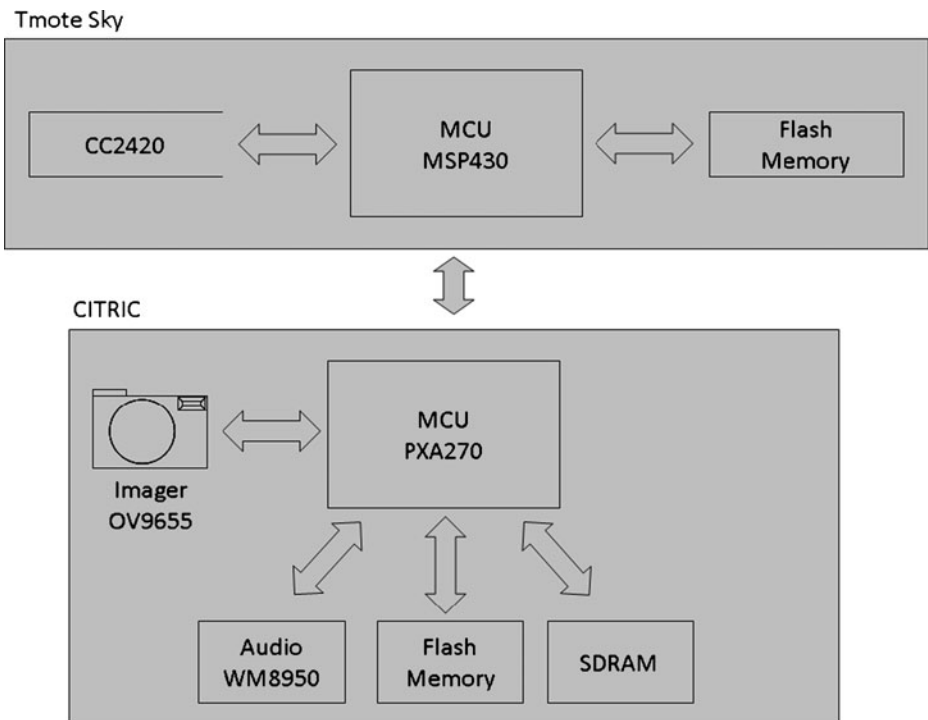 Tmote Sky
CC2420
MCU
MSP430
Flash
Memory
CITRIC
MCU
PXA270
Imager
OV9655
Audio
WM8950
Flash
Memory
SDRAM